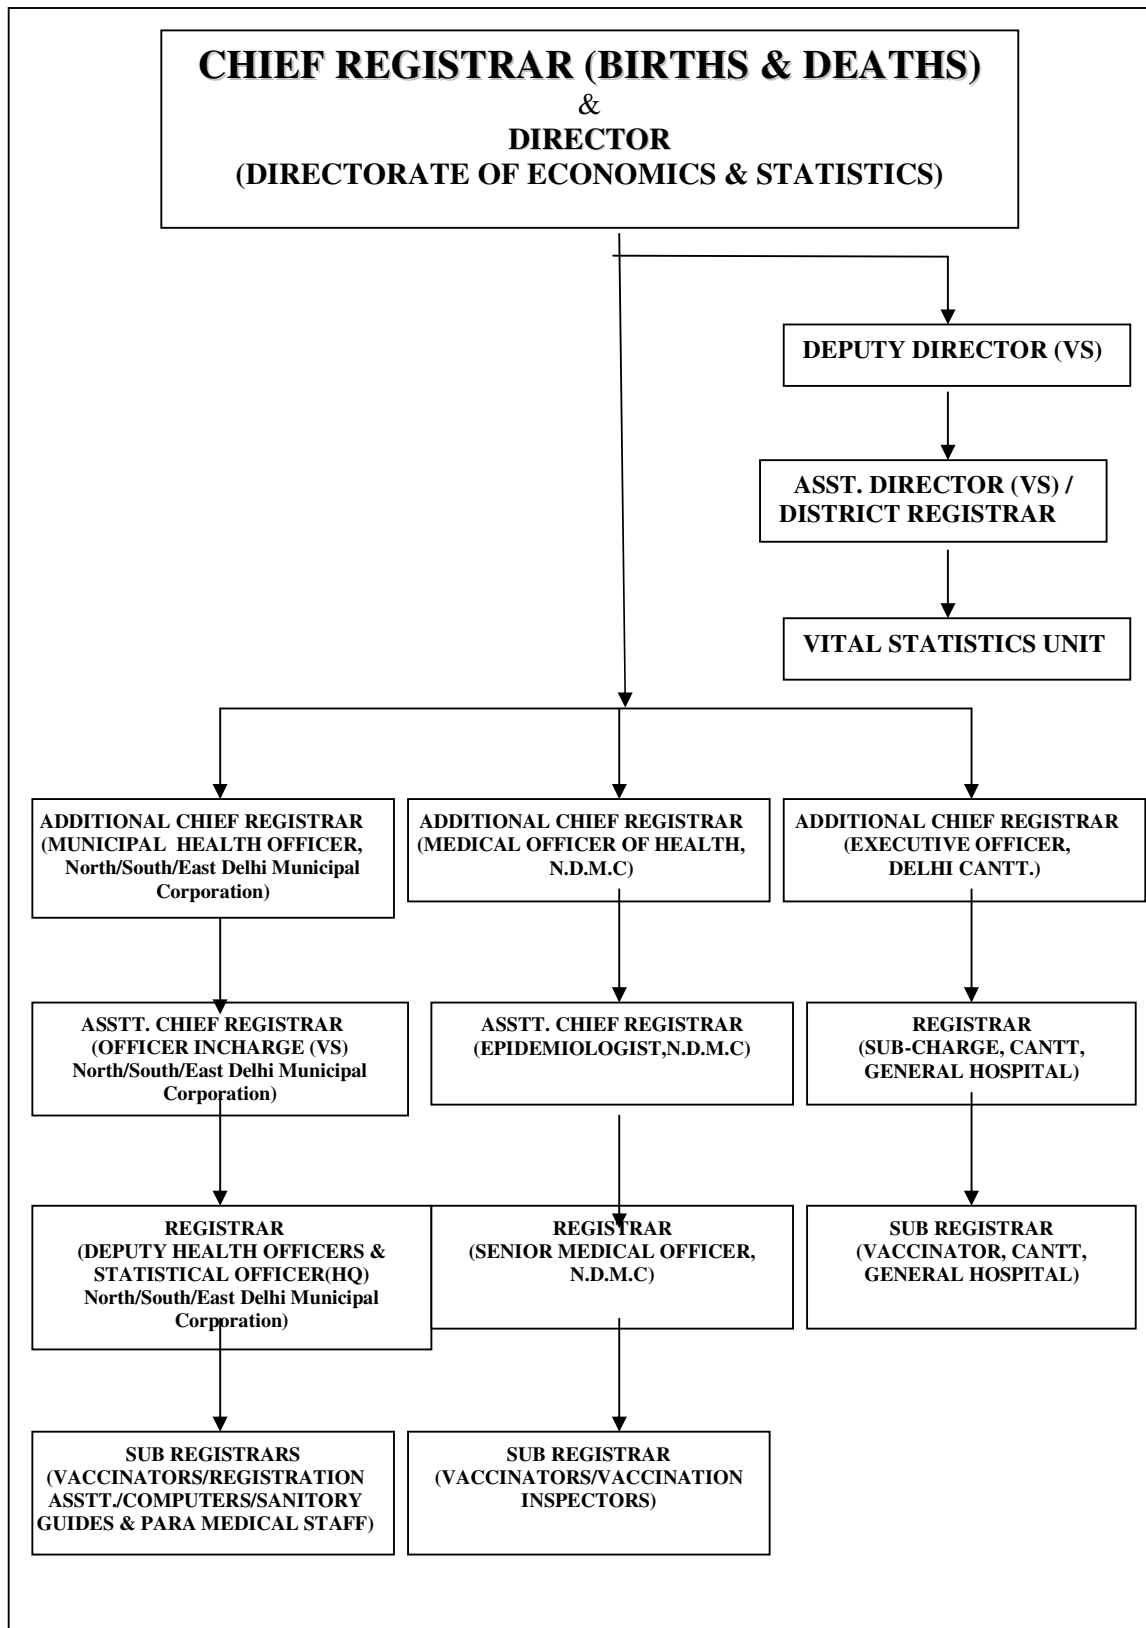 CHIEF REGISTRAR (BIRTHS & DEATHS)
&
DIRECTOR
(DIRECTORATE OF ECONOMICS & STATISTICS)
DEPUTY DIRECTOR (VS)
ASST. DIRECTOR (VS) /
DISTRICT REGISTRAR
VITAL STATISTICS UNIT
ADDITIONAL CHIEF REGISTRAR
(MUNICIPAL HEALTH OFFICER,
North/South/East Delhi Municipal
Corporation)
ADDITIONAL CHIEF REGISTRAR
(MEDICAL OFFICER OF HEALTH,
N.D.M.C)
ADDITIONAL CHIEF REGISTRAR
(EXECUTIVE OFFICER,
DELHI CANTT.)
ASSTT. CHIEF REGISTRAR
(OFFICER INCHARGE (VS)
North/South/East Delhi Municipal
Corporation)
ASSTT. CHIEF REGISTRAR
(EPIDEMIOLOGIST,N.D.M.C)
REGISTRAR
(SUB-CHARGE, CANTT,
GENERAL HOSPITAL)
REGISTRAR
(DEPUTY HEALTH OFFICERS &
STATISTICAL OFFICER(HQ)
North/South/East Delhi Municipal
Corporation)
REGISTRAR
(SENIOR MEDICAL OFFICER,
N.D.M.C)
SUB REGISTRAR
(VACCINATOR, CANTT,
GENERAL HOSPITAL)
SUB REGISTRARS
(VACCINATORS/REGISTRATION
ASSTT./COMPUTERS/SANITORY
GUIDES & PARA MEDICAL STAFF)
SUB REGISTRAR
(VACCINATORS/VACCINATION
INSPECTORS)